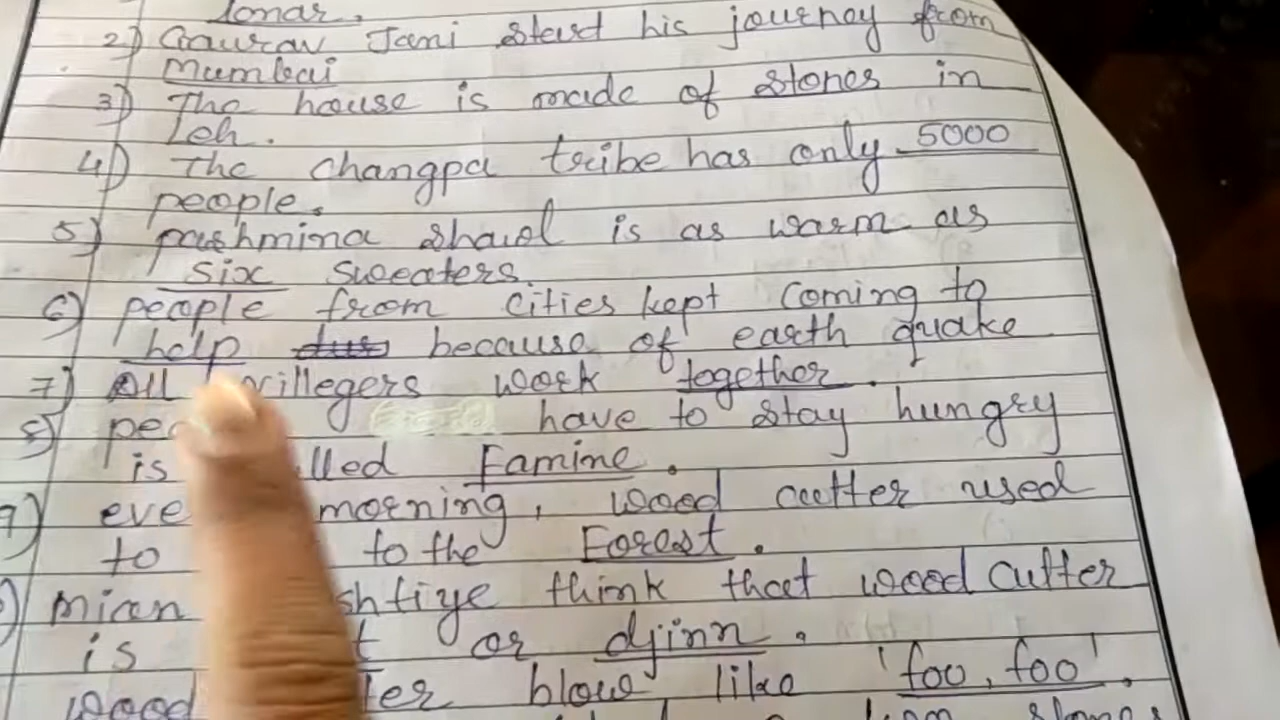 lonar.
2) Gaurav Jani start his journey from
Mumbai
3) The house is made of stones in
Leh.
4) The changpa tribe has only 5000
people.
5) pashmina shaol is as warm as
six sweaters.
6) people from cities kept coming to
help because of earth quake
7) All villegers work together.
8) have to stay hungry
is Famine.
9) morning, wood cutter used
to to the Forest.
mian think that wood cutter
is or djinn.
wood blow like 'foo, foo'.